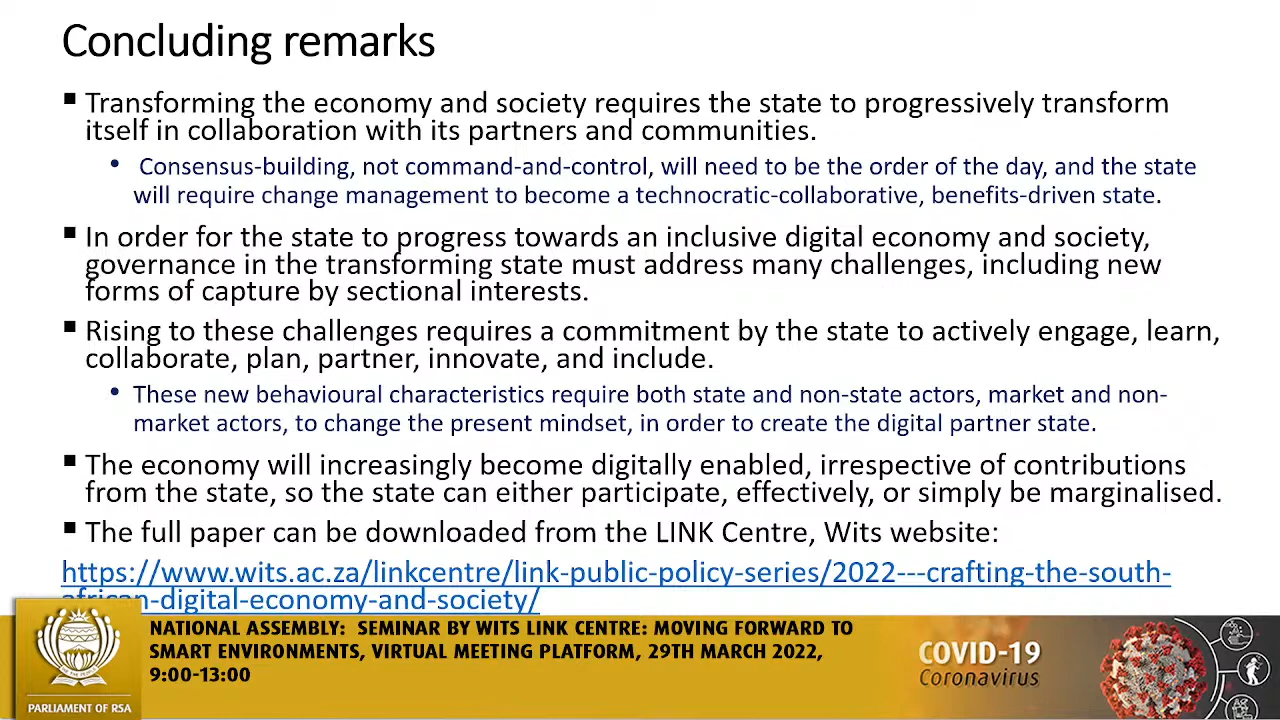 Concluding remarks
▪ Transforming the economy and society requires the state to progressively transform
itself in collaboration with its partners and communities.
• Consensus-building, not command-and-control, will need to be the order of the day, and the state
will require change management to become a technocratic-collaborative, benefits-driven state.
▪ In order for the state to progress towards an inclusive digital economy and society,
governance in the transforming state must address many challenges, including new
forms of capture by sectional interests.
▪ Rising to these challenges requires a commitment by the state to actively engage, learn,
collaborate, plan, partner, innovate, and include.
• These new behavioural characteristics require both state and non-state actors, market and non-
market actors, to change the present mindset, in order to create the digital partner state.
▪ The economy will increasingly become digitally enabled, irrespective of contributions
from the state, so the state can either participate, effectively, or simply be marginalised.
▪ The full paper can be downloaded from the LINK Centre, Wits website:
https://www.wits.ac.za/linkcentre/link-public-policy-series/2022---crafting-the-south-
african-digital-economy-and-society/
NATIONAL ASSEMBLY: SEMINAR BY WITS LINK CENTRE: MOVING FORWARD TO
SMART ENVIRONMENTS, VIRTUAL MEETING PLATFORM, 29TH MARCH 2022,
9:00-13:00
PARLIAMENT OF RSA
COVID-19
Coronavirus